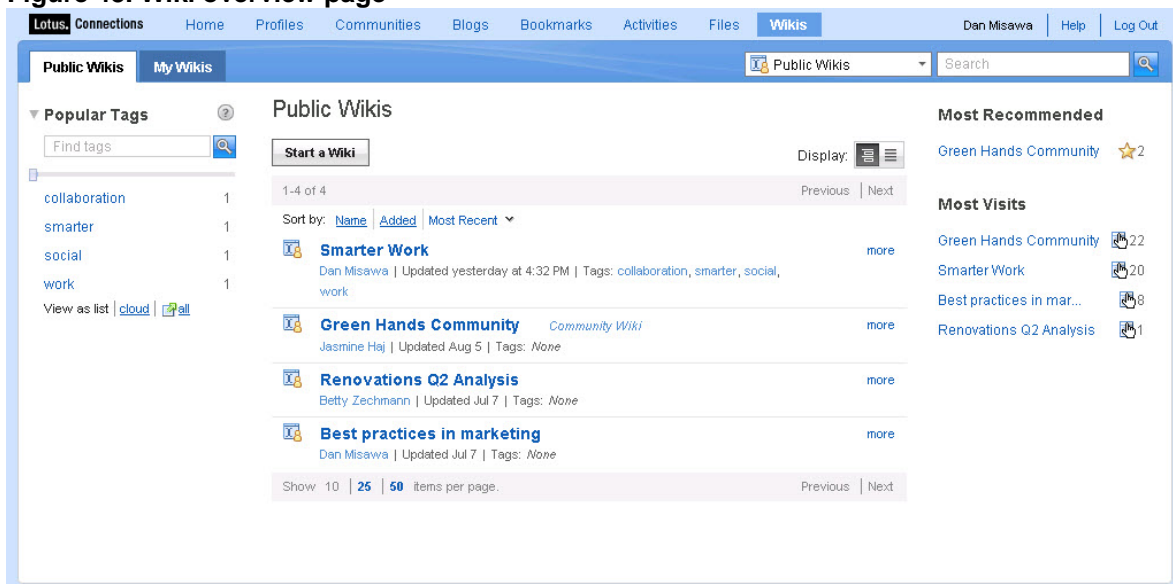 Figure Wiki overview page
Lotus. Connections Home Profiles Communities Blogs Bookmarks Activities Files Wikis Dan Misawa Help Log Out
Public Wikis My Wikis Public Wikis Search
Popular Tags ?
Find tags
collaboration 1
smarter 1
social 1
work 1
View as list | cloud | all
Public Wikis
Start a Wiki Display:
1-4 of 4 Previous | Next
Sort by: Name | Added | Most Recent
Smarter Work more
Dan Misawa | Updated yesterday at 4:32 PM | Tags: collaboration, smarter, social,
work
Green Hands Community Community Wiki more
Jasmine Haj | Updated Aug 5 | Tags: None
Renovations Q2 Analysis more
Betty Zechmann | Updated Jul 7 | Tags: None
Best practices in marketing more
Dan Misawa | Updated Jul 7 | Tags: None
Show 10 | 25 | 50 items per page. Previous | Next
Most Recommended
Green Hands Community 2
Most Visits
Green Hands Community 22
Smarter Work 20
Best practices in mar... 8
Renovations Q2 Analysis 1